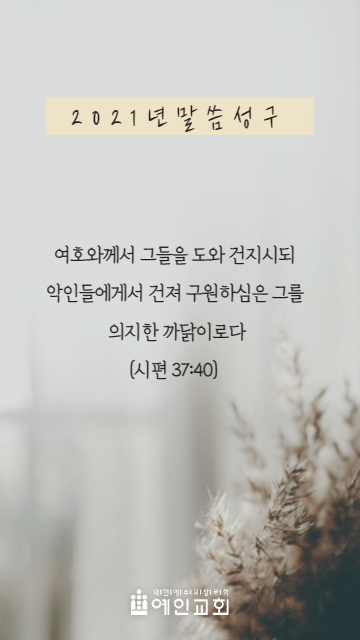 2021년말씀성구
여호와께서 그들을 도와 건지시되
악인들에게서 건져 구원하심은 그를
의지한 까닭이로다
(시편 37:40)
예인교회